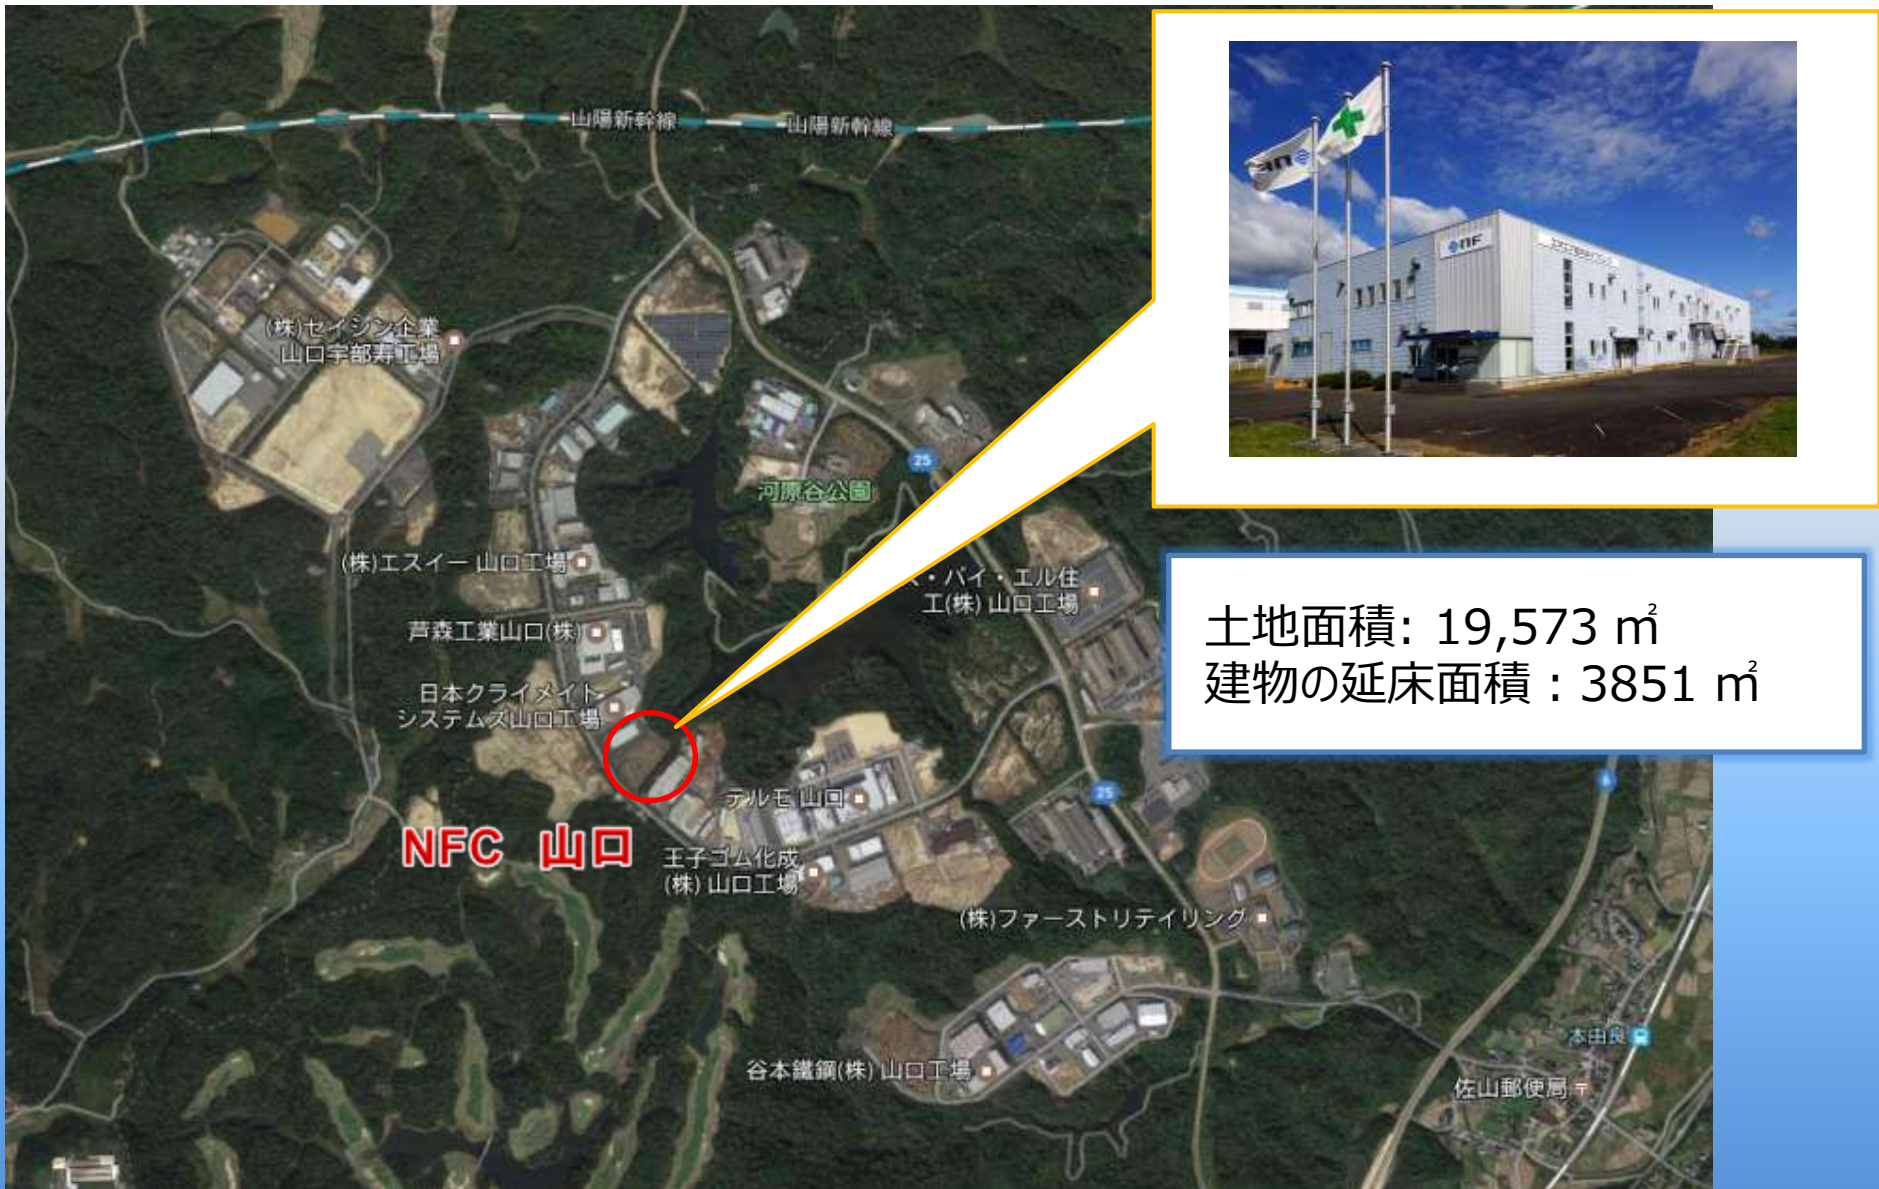 山陽新幹線
山陽新幹線
nF
(株)セイシン企業
山口宇部寿工場
25
河原谷公園
(株)エスイー 山口工場
・バイ・エル住
工(株) 山口工場
芦森工業山口(株)
土地面積: 19,573 ㎡
建物の延床面積：3851 ㎡
日本クライメイト
システムズ山口工場
テルモ 山口
25
6
NFC 山口
王子ゴム化成
(株) 山口工場
(株)ファーストリテイリング
本由良
谷本鐵鋼(株) 山口工場
佐山郵便局